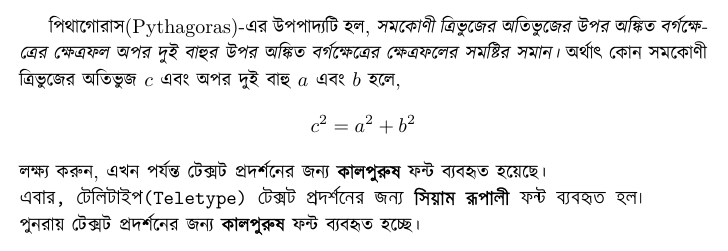 পিথাগোরাস(Pythagoras)-এর উপপাদ্যটি হল, সমকোণী ত্রিভুজের অতিভুজের উপর অঙ্কিত বর্গক্ষে-
ত্রের ক্ষেত্রফল অপর দুই বাহুর উপর অঙ্কিত বর্গক্ষেত্রের ক্ষেত্রফলের সমষ্টির সমান। অর্থাৎ কোন সমকোণী
ত্রিভুজের অতিভুজ c এবং অপর দুই বাহু a এবং b হলে,
c² = a² + b²
লক্ষ্য করুন, এখন পর্যন্ত টেক্সট প্রদর্শনের জন্য কালপুরুষ ফন্ট ব্যবহৃত হয়েছে।
এবার, টেলিটাইপ(Teletype) টেক্সট প্রদর্শনের জন্য সিয়াম রূপালী ফন্ট ব্যবহৃত হল।
পুনরায় টেক্সট প্রদর্শনের জন্য কালপুরুষ ফন্ট ব্যবহৃত হচ্ছে।